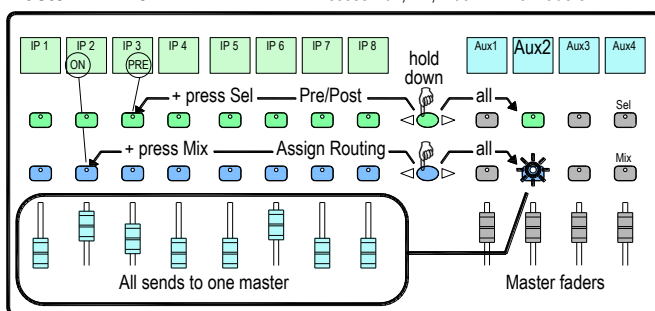 IP 1 IP 2 IP 3 IP 4 IP 5 IP 6 IP 7 IP 8 Aux1 Aux2 Aux3 Aux4
ON PRE
hold
down
+ press Sel Pre/Post all Sel
+ press Mix Assign Routing all Mix
All sends to one master Master faders